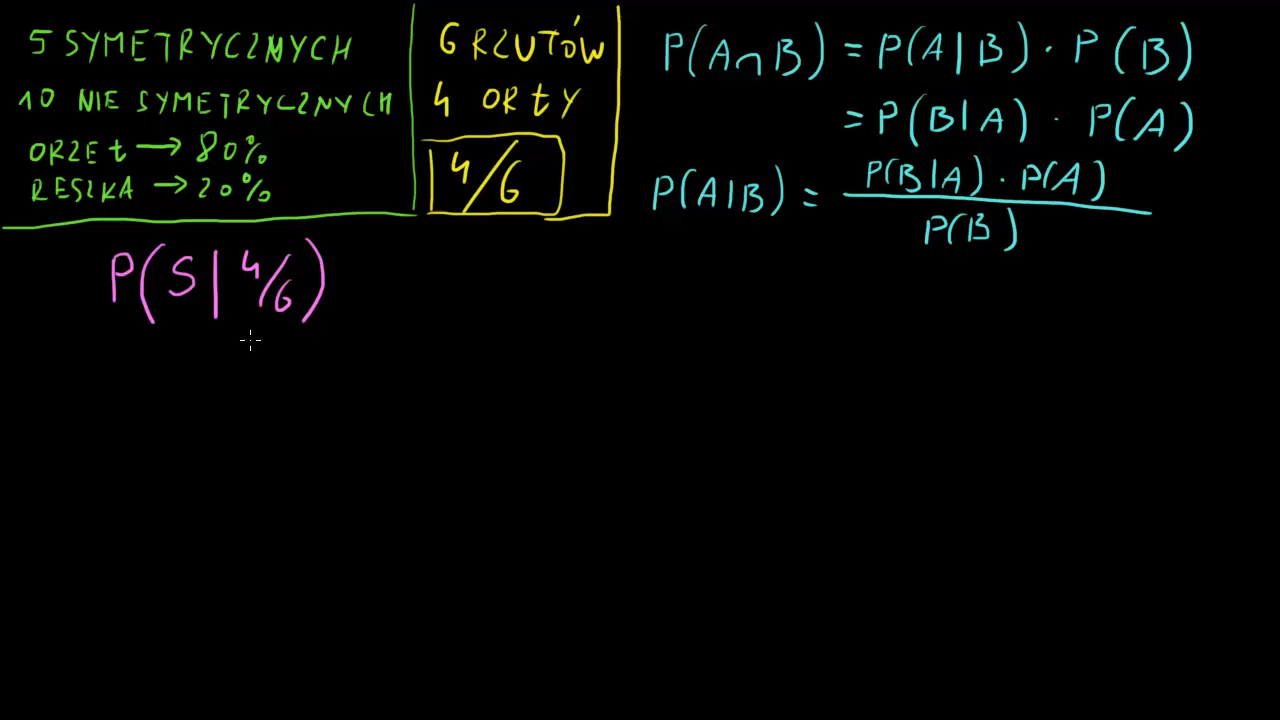 5 SYMETRYCZNYCH
10 NIE SYMETRYCZNYCH
ORZEŁ → 80%
RESZKA → 20%
6 RZUTÓW
4 ORŁY
4/6
P(A∩B) = P(A|B) · P(B)
= P(B|A) · P(A)
P(A|B) = P(B|A) · P(A) / P(B)
P(S | 4/6)